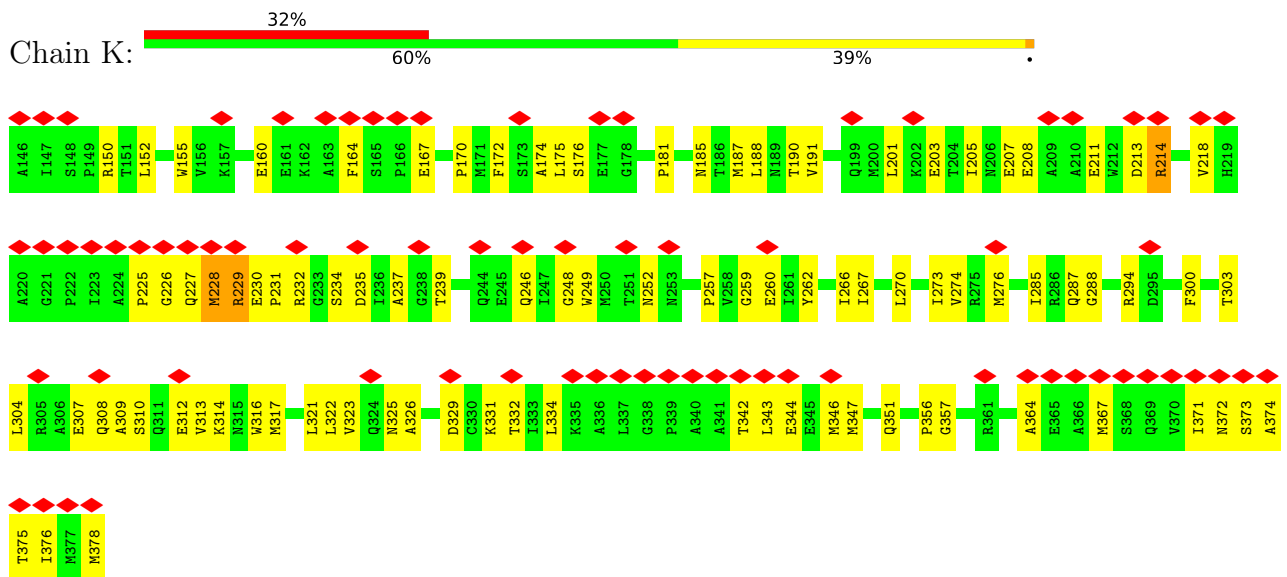 32%
Chain K:
60% 39% •
A146 I147 S148 P149 R150 T151 L152 W155 V156 K157 E160 E161 K162 A163 F164 S165 P166 E167 P170 M171 F172 S173 A174 L175 S176 E177 G178 P181 N185 T186 M187 L188 N189 T190 V191 Q199 M200 L201 K202 E203 T204 I205 N206 E207 E208 A209 A210 E211 W212 D213 R214 V218 H219
A220 G221 P222 I223 A224 P225 G226 Q227 M228 R229 E230 P231 R232 G233 S234 D235 I236 A237 G238 T239 Q244 E245 Q246 I247 G248 W249 M250 T251 N252 N253 P257 V258 G259 E260 I261 Y262 I266 I267 L270 I273 V274 R275 M276 I285 R286 Q287 G288 R294 D295 F300 T303
L304 R305 A306 E307 Q308 A309 S310 Q311 E312 V313 K314 N315 W316 M317 L321 L322 V323 Q324 N325 A326 D329 C330 K331 T332 I333 L334 K335 A336 L337 G338 P339 A340 A341 T342 L343 E344 E345 M346 M347 Q351 P356 G357 R361 A364 E365 A366 M367 S368 Q369 V370 I371 N372 S373 A374
T375 I376 M377 M378